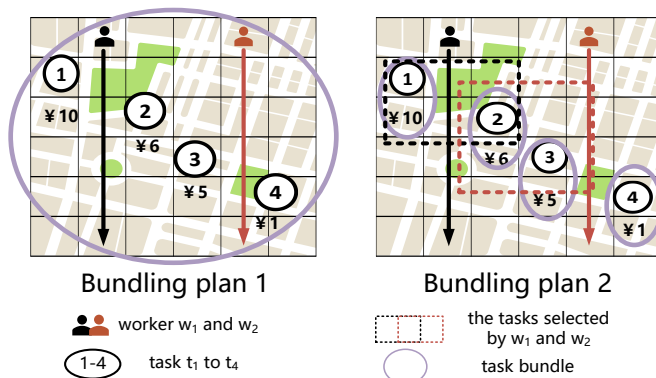 1
¥ 10
2
¥ 6
3
¥ 5
4
¥ 1
Bundling plan 1
1
¥ 10
2
¥ 6
3
¥ 5
4
¥ 1
Bundling plan 2
worker w₁ and w₂
1-4 task t₁ to t₄
the tasks selected
by w₁ and w₂
task bundle